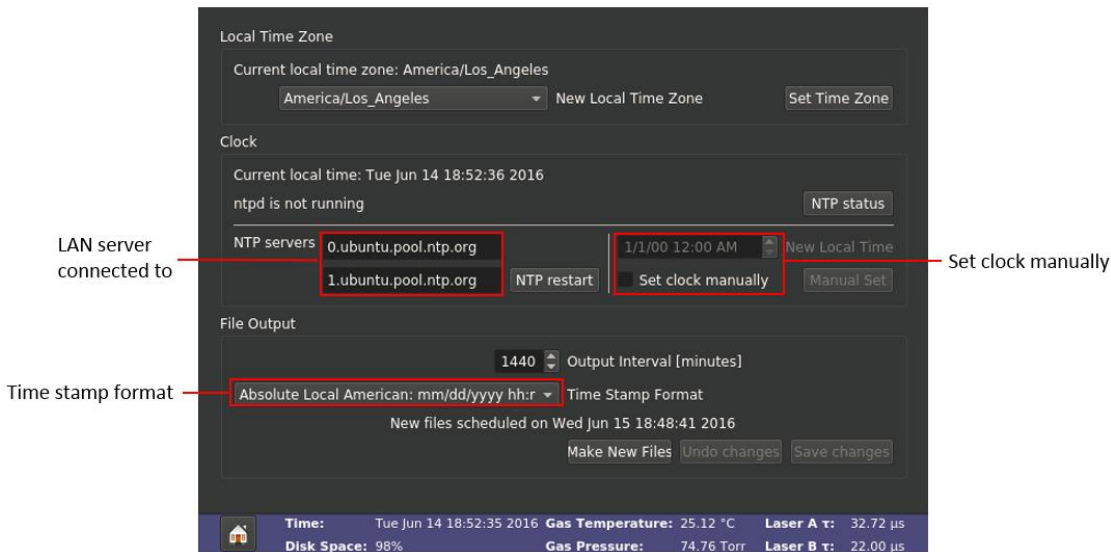 Local Time Zone
Current local time zone: America/Los_Angeles
America/Los_Angeles New Local Time Zone Set Time Zone
Clock
Current local time: Tue Jun 14 18:52:36 2016
ntpd is not running NTP status
LAN server
connected to
NTP servers 0.ubuntu.pool.ntp.org 1/1/00 12:00 AM New Local Time
1.ubuntu.pool.ntp.org NTP restart Set clock manually Manual Set
Set clock manually
File Output
1440 Output Interval [minutes]
Time stamp format
Absolute Local American: mm/dd/yyyy hh:r Time Stamp Format
New files scheduled on Wed Jun 15 18:48:41 2016
Make New Files Undo changes Save changes
Time: Tue Jun 14 18:52:35 2016 Gas Temperature: 25.12 °C Laser A τ: 32.72 µs
Disk Space: 98% Gas Pressure: 74.76 Torr Laser B τ: 22.00 µs